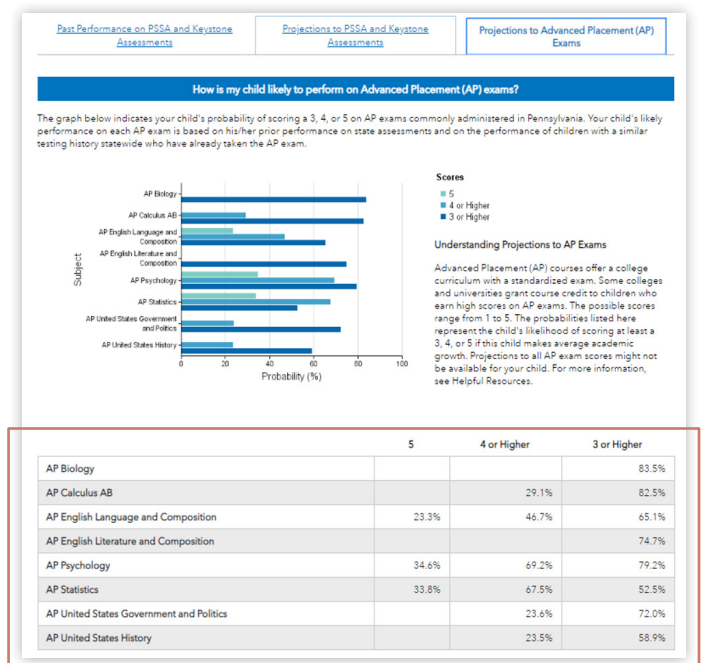 Past Performance on PSSA and Keystone
Assessments
Projections to PSSA and Keystone
Assessments
Projections to Advanced Placement (AP)
Exams
How is my child likely to perform on Advanced Placement (AP) exams?
The graph below indicates your child's probability of scoring a 3, 4, or 5 on AP exams commonly administered in Pennsylvania. Your child's likely
performance on each AP exam is based on his/her prior performance on state assessments and on the performance of children with a similar
testing history statewide who have already taken the AP exam.
Subject
AP Biology
AP Calculus AB
AP English Language and
Composition
AP English Literature and
Composition
AP Psychology
AP Statistics
AP United States Government
and Politics
AP United States History
0 20 40 60 80 100
Probability (%)
Scores
5
4 or Higher
3 or Higher
Understanding Projections to AP Exams
Advanced Placement (AP) courses offer a college
curriculum with a standardized exam. Some colleges
and universities grant course credit to children who
earn high scores on AP exams. The possible scores
range from 1 to 5. The probabilities listed here
represent the child's likelihood of scoring at least a
3, 4, or 5 if this child makes average academic
growth. Projections to all AP exam scores might not
be available for your child. For more information,
see Helpful Resources.
5 4 or Higher 3 or Higher
AP Biology 83.5%
AP Calculus AB 29.1% 82.5%
AP English Language and Composition 23.3% 46.7% 65.1%
AP English Literature and Composition 74.7%
AP Psychology 34.6% 69.2% 79.2%
AP Statistics 33.8% 67.5% 52.5%
AP United States Government and Politics 23.6% 72.0%
AP United States History 23.5% 58.9%